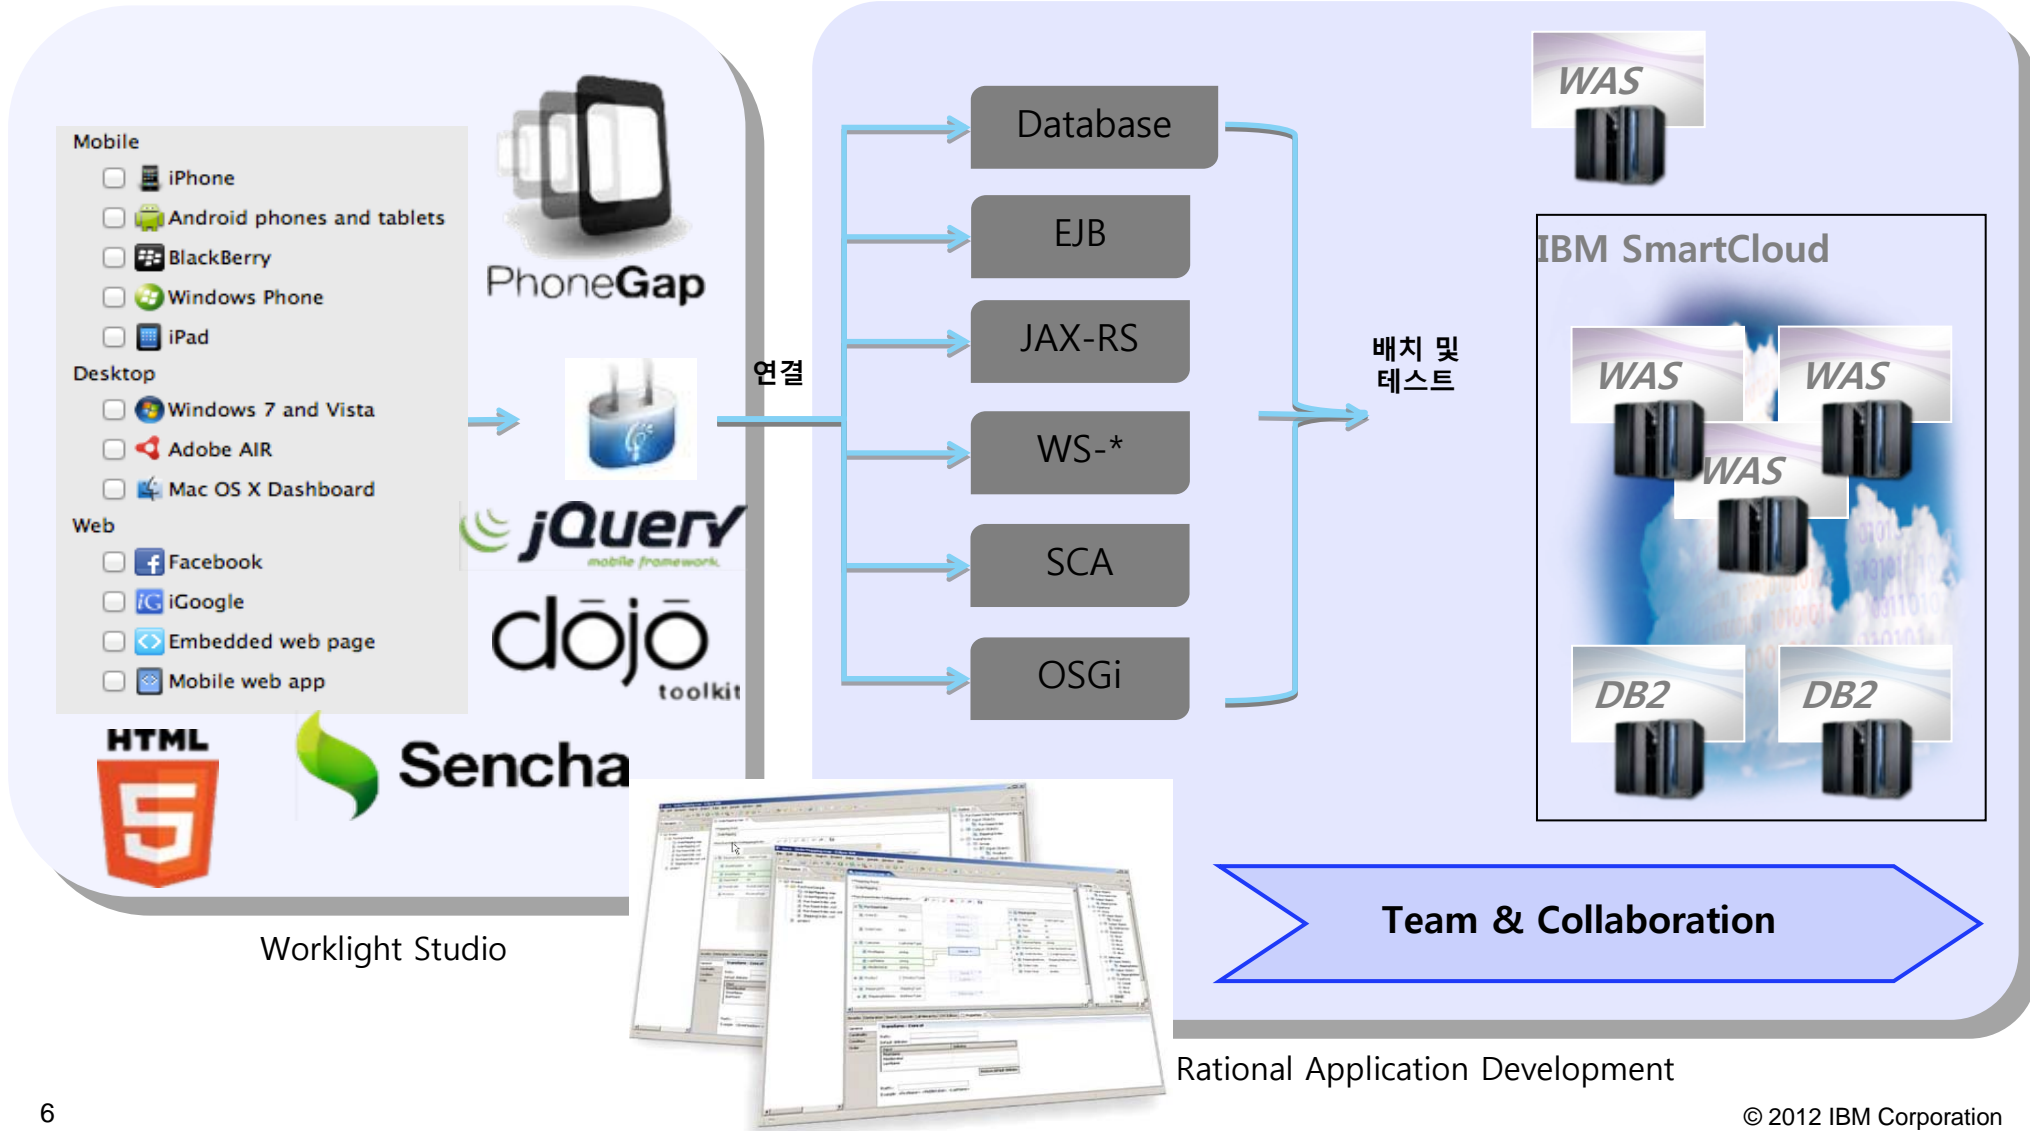 Mobile
iPhone
Android phones and tablets
BlackBerry
Windows Phone
iPad
Desktop
Windows 7 and Vista
Adobe AIR
Mac OS X Dashboard
Web
Facebook
iG iGoogle
Embedded web page
Mobile web app
PhoneGap
jQuery
mobile framework.
dōjō
toolkit
HTML
5
Sencha
Worklight Studio
연결
Database
EJB
JAX-RS
WS-*
SCA
OSGi
배치 및
테스트
WAS
IBM SmartCloud
WAS
WAS
WAS
DB2
DB2
Team & Collaboration
Rational Application Development
6
© 2012 IBM Corporation